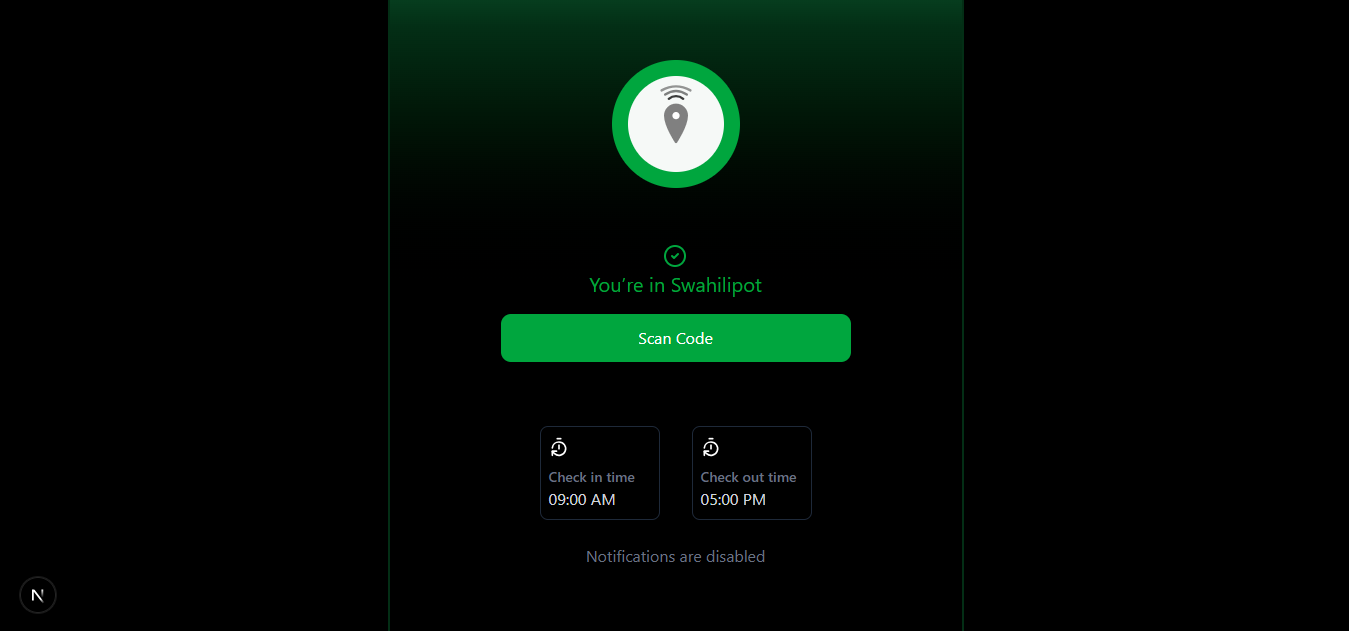 You're in Swahilipot
Scan Code
Check in time
09:00 AM
Check out time
05:00 PM
Notifications are disabled
N